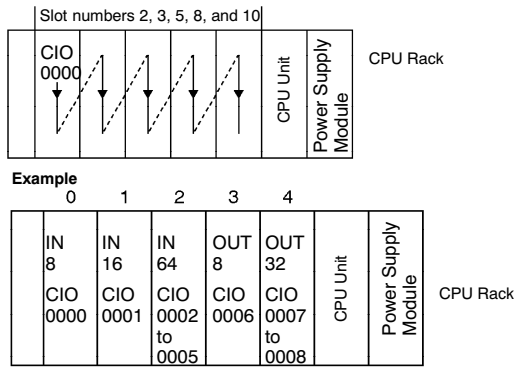 Slot numbers 2, 3, 5, 8, and 10
CIO
0000
CPU Unit
Power Supply
Module
CPU Rack
Example
0 1 2 3 4
IN IN IN OUT OUT
8 16 64 8 32
CIO CIO CIO CIO CIO
0000 0001 0002 0006 0007
to to
0005 0008
CPU Unit
Power Supply
Module
CPU Rack